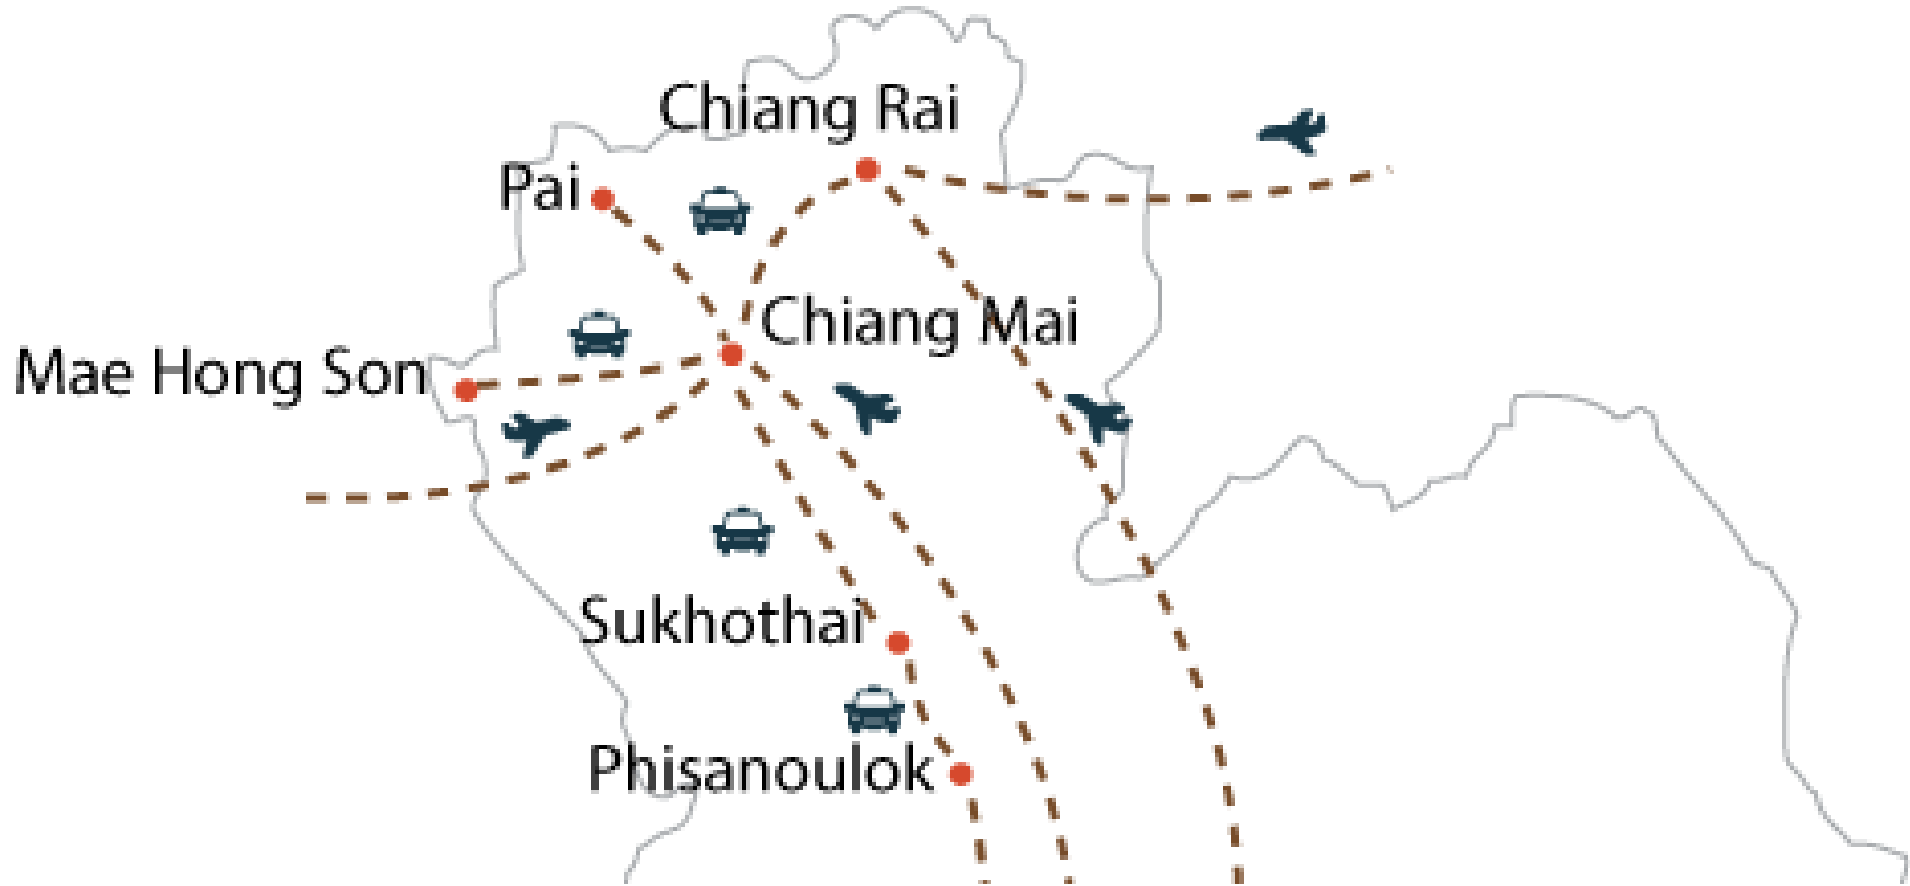 Chiang Rai
Pai
Chiang Mai
Mae Hong Son
Sukhothai
Phisanoulok